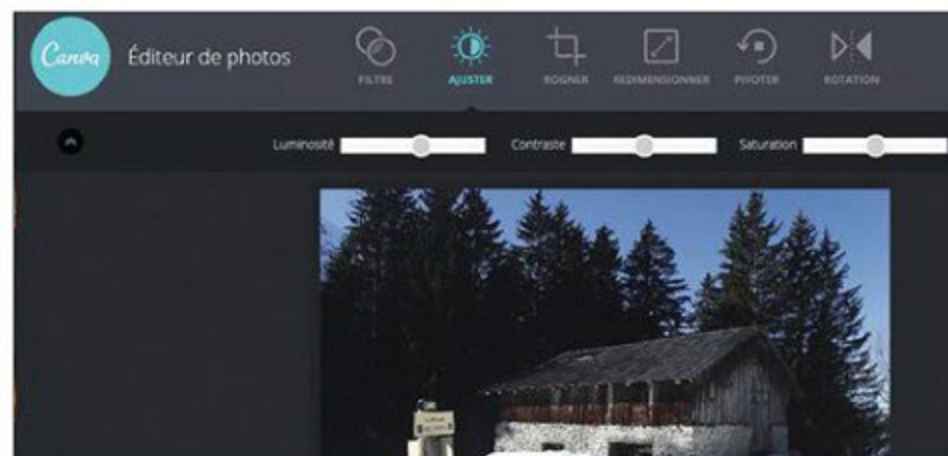 Canva
Éditeur de photos
FILTRE
AJUSTER
ROGNER
REDIMENSIONNER
PIVOTER
ROTATION
Luminosité
Contraste
Saturation